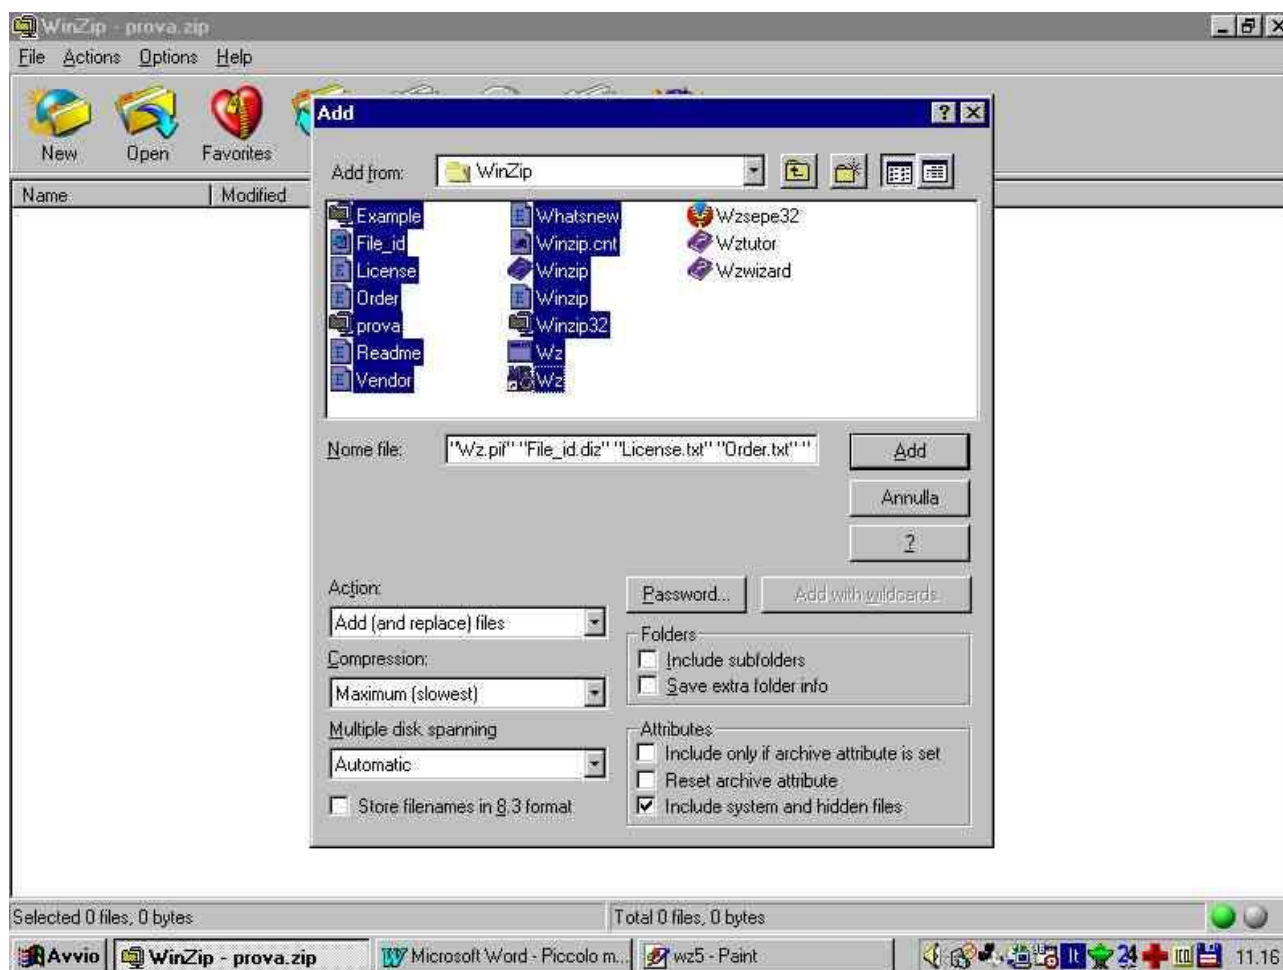 WinZip - prova.zip
File Actions Options Help
New Open Favorites
Add
Add from: WinZip
Name Modified
Example Whatsnew Wzsepe32
File_id Winzip.cnt Wztutor
License Winzip Wzwizard
Order Winzip
prova Winzip32
Readme Wz
Vendor Wz
Nome file: "Wz.pif" "File_id.diz" "License.txt" "Order.txt" "
Add
Annulla
?
Action:
Password... Add with wildcards
Add (and replace) files
Folders
Compression:
Include subfolders
Maximum (slowest)
Save extra folder info
Multiple disk spanning
Attributes
Include only if archive attribute is set
Automatic
Reset archive attribute
Store filenames in 8.3 format
Include system and hidden files
Selected 0 files, 0 bytes Total 0 files, 0 bytes
Avvio WinZip - prova.zip Microsoft Word - Piccolo m... wz5 - Paint It 24 11.16